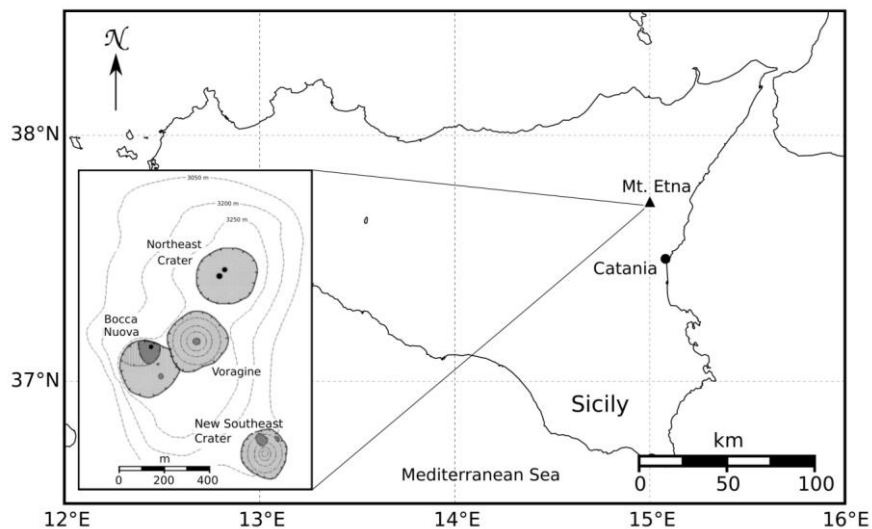 N
38°N
37°N
Mt. Etna
Catania
Sicily
Mediterranean Sea
km
0 50 100
12°E 13°E 14°E 15°E 16°E
3050 m
3200 m
3250 m
Northeast
Crater
Bocca
Nuova
Voragine
New Southeast
Crater
m
0 200 400